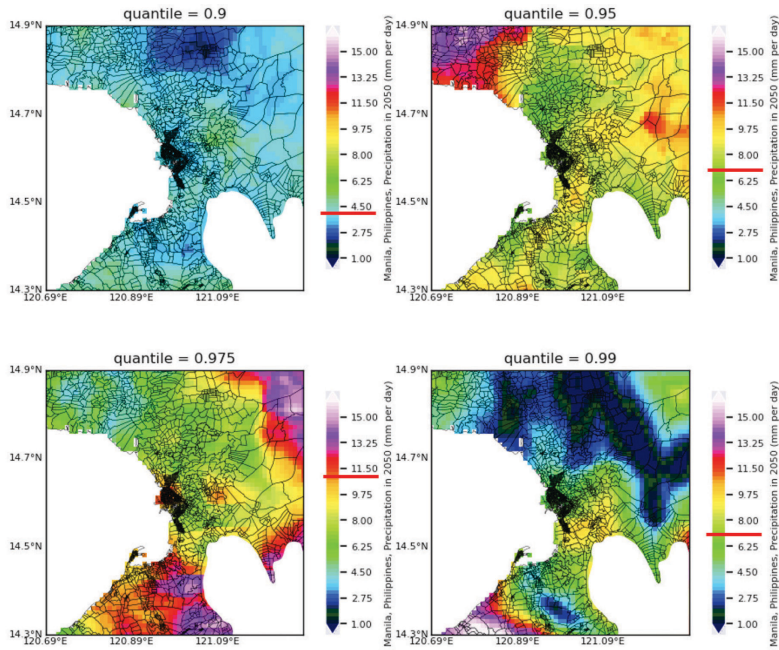 quantile = 0.9
14.9°N
14.7°N
14.5°N
14.3°N
120.69°E 120.89°E 121.09°E
15.00
13.25
11.50
9.75
8.00
6.25
4.50
2.75
1.00
Manila, Philippines, Precipitation in 2050 (mm per day)
quantile = 0.95
14.9°N
14.7°N
14.5°N
14.3°N
120.69°E 120.89°E 121.09°E
15.00
13.25
11.50
9.75
8.00
6.25
4.50
2.75
1.00
Manila, Philippines, Precipitation in 2050 (mm per day)
quantile = 0.975
14.9°N
14.7°N
14.5°N
14.3°N
120.69°E 120.89°E 121.09°E
15.00
13.25
11.50
9.75
8.00
6.25
4.50
2.75
1.00
Manila, Philippines, Precipitation in 2050 (mm per day)
quantile = 0.99
14.9°N
14.7°N
14.5°N
14.3°N
120.69°E 120.89°E 121.09°E
15.00
13.25
11.50
9.75
8.00
6.25
4.50
2.75
1.00
Manila, Philippines, Precipitation in 2050 (mm per day)